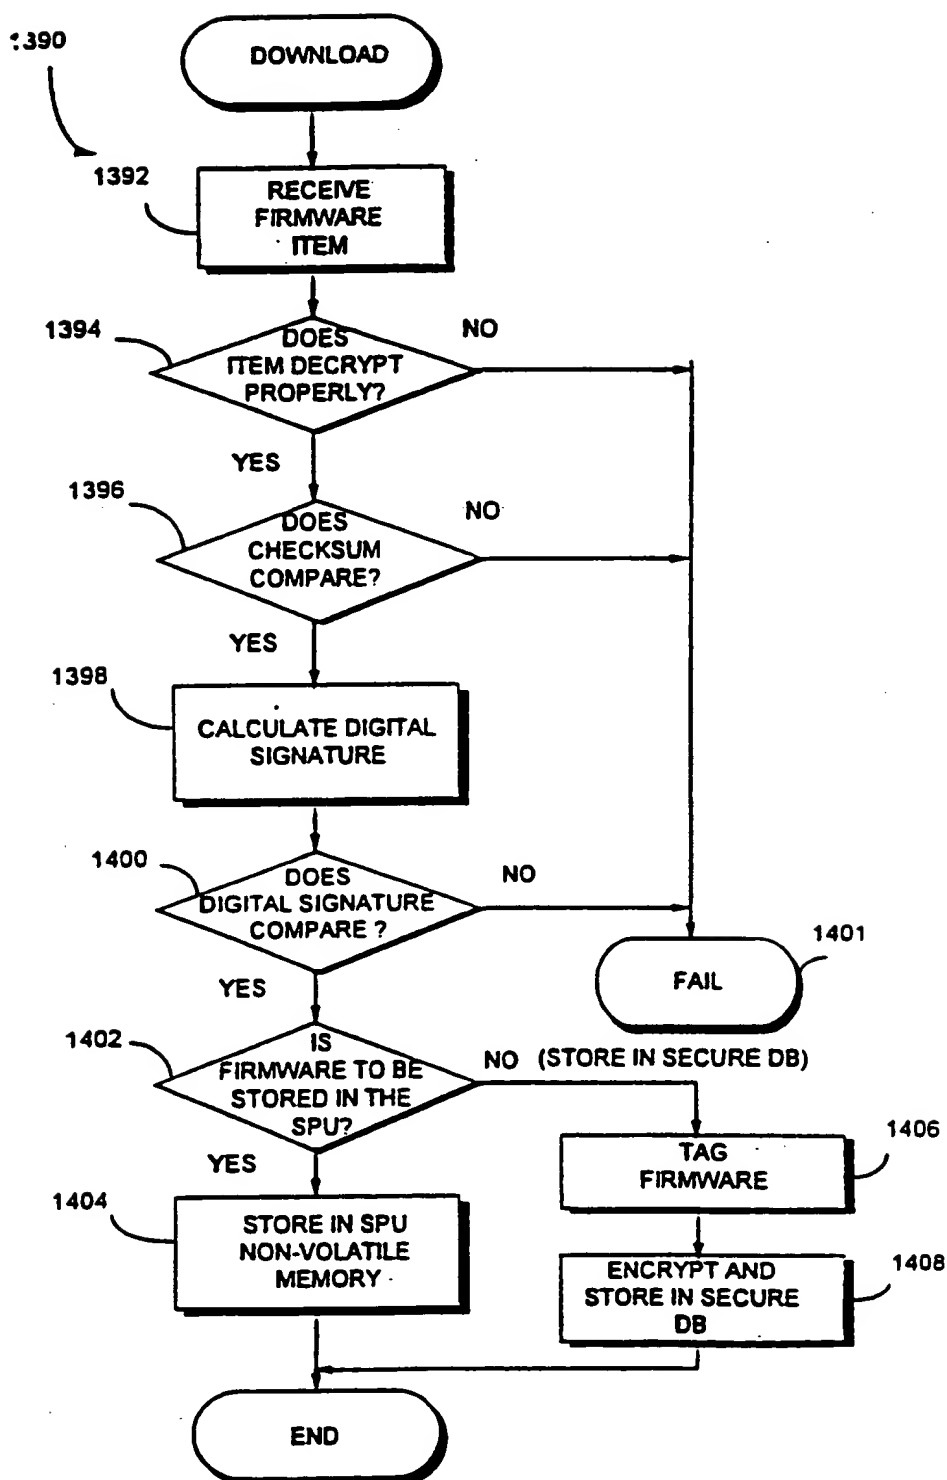 1390
DOWNLOAD
1392
RECEIVE
FIRMWARE
ITEM
1394
DOES
ITEM DECRYPT
PROPERLY?
NO
YES
1396
DOES
CHECKSUM
COMPARE?
NO
YES
1398
CALCULATE DIGITAL
SIGNATURE
1400
DOES
DIGITAL SIGNATURE
COMPARE ?
NO
1401
FAIL
YES
1402
IS
FIRMWARE TO BE
STORED IN THE
SPU?
NO (STORE IN SECURE DB)
1406
TAG
FIRMWARE
YES
1404
STORE IN SPU
NON-VOLATILE
MEMORY
1408
ENCRYPT AND
STORE IN SECURE
DB
END